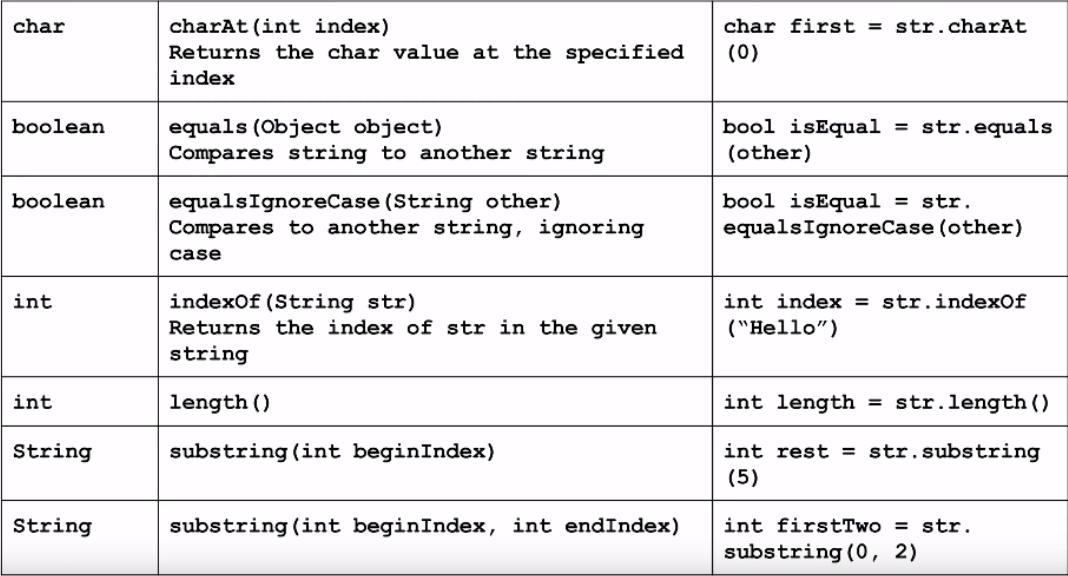 char
charAt(int index)
Returns the char value at the specified
index
char first = str.charAt
(0)
boolean
equals(Object object)
Compares string to another string
bool isEqual = str.equals
(other)
boolean
equalsIgnoreCase(String other)
Compares to another string, ignoring
case
bool isEqual = str.
equalsIgnoreCase(other)
int
indexOf(String str)
Returns the index of str in the given
string
int index = str.indexOf
(“Hello”)
int
length()
int length = str.length()
String
substring(int beginIndex)
int rest = str.substring
(5)
String
substring(int beginIndex, int endIndex)
int firstTwo = str.
substring(0, 2)